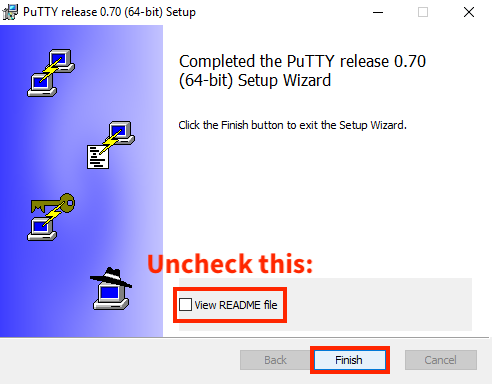 PuTTY release 0.70 (64-bit) Setup
Completed the PuTTY release 0.70
(64-bit) Setup Wizard
Click the Finish button to exit the Setup Wizard.
Uncheck this:
View README file
Back
Finish
Cancel